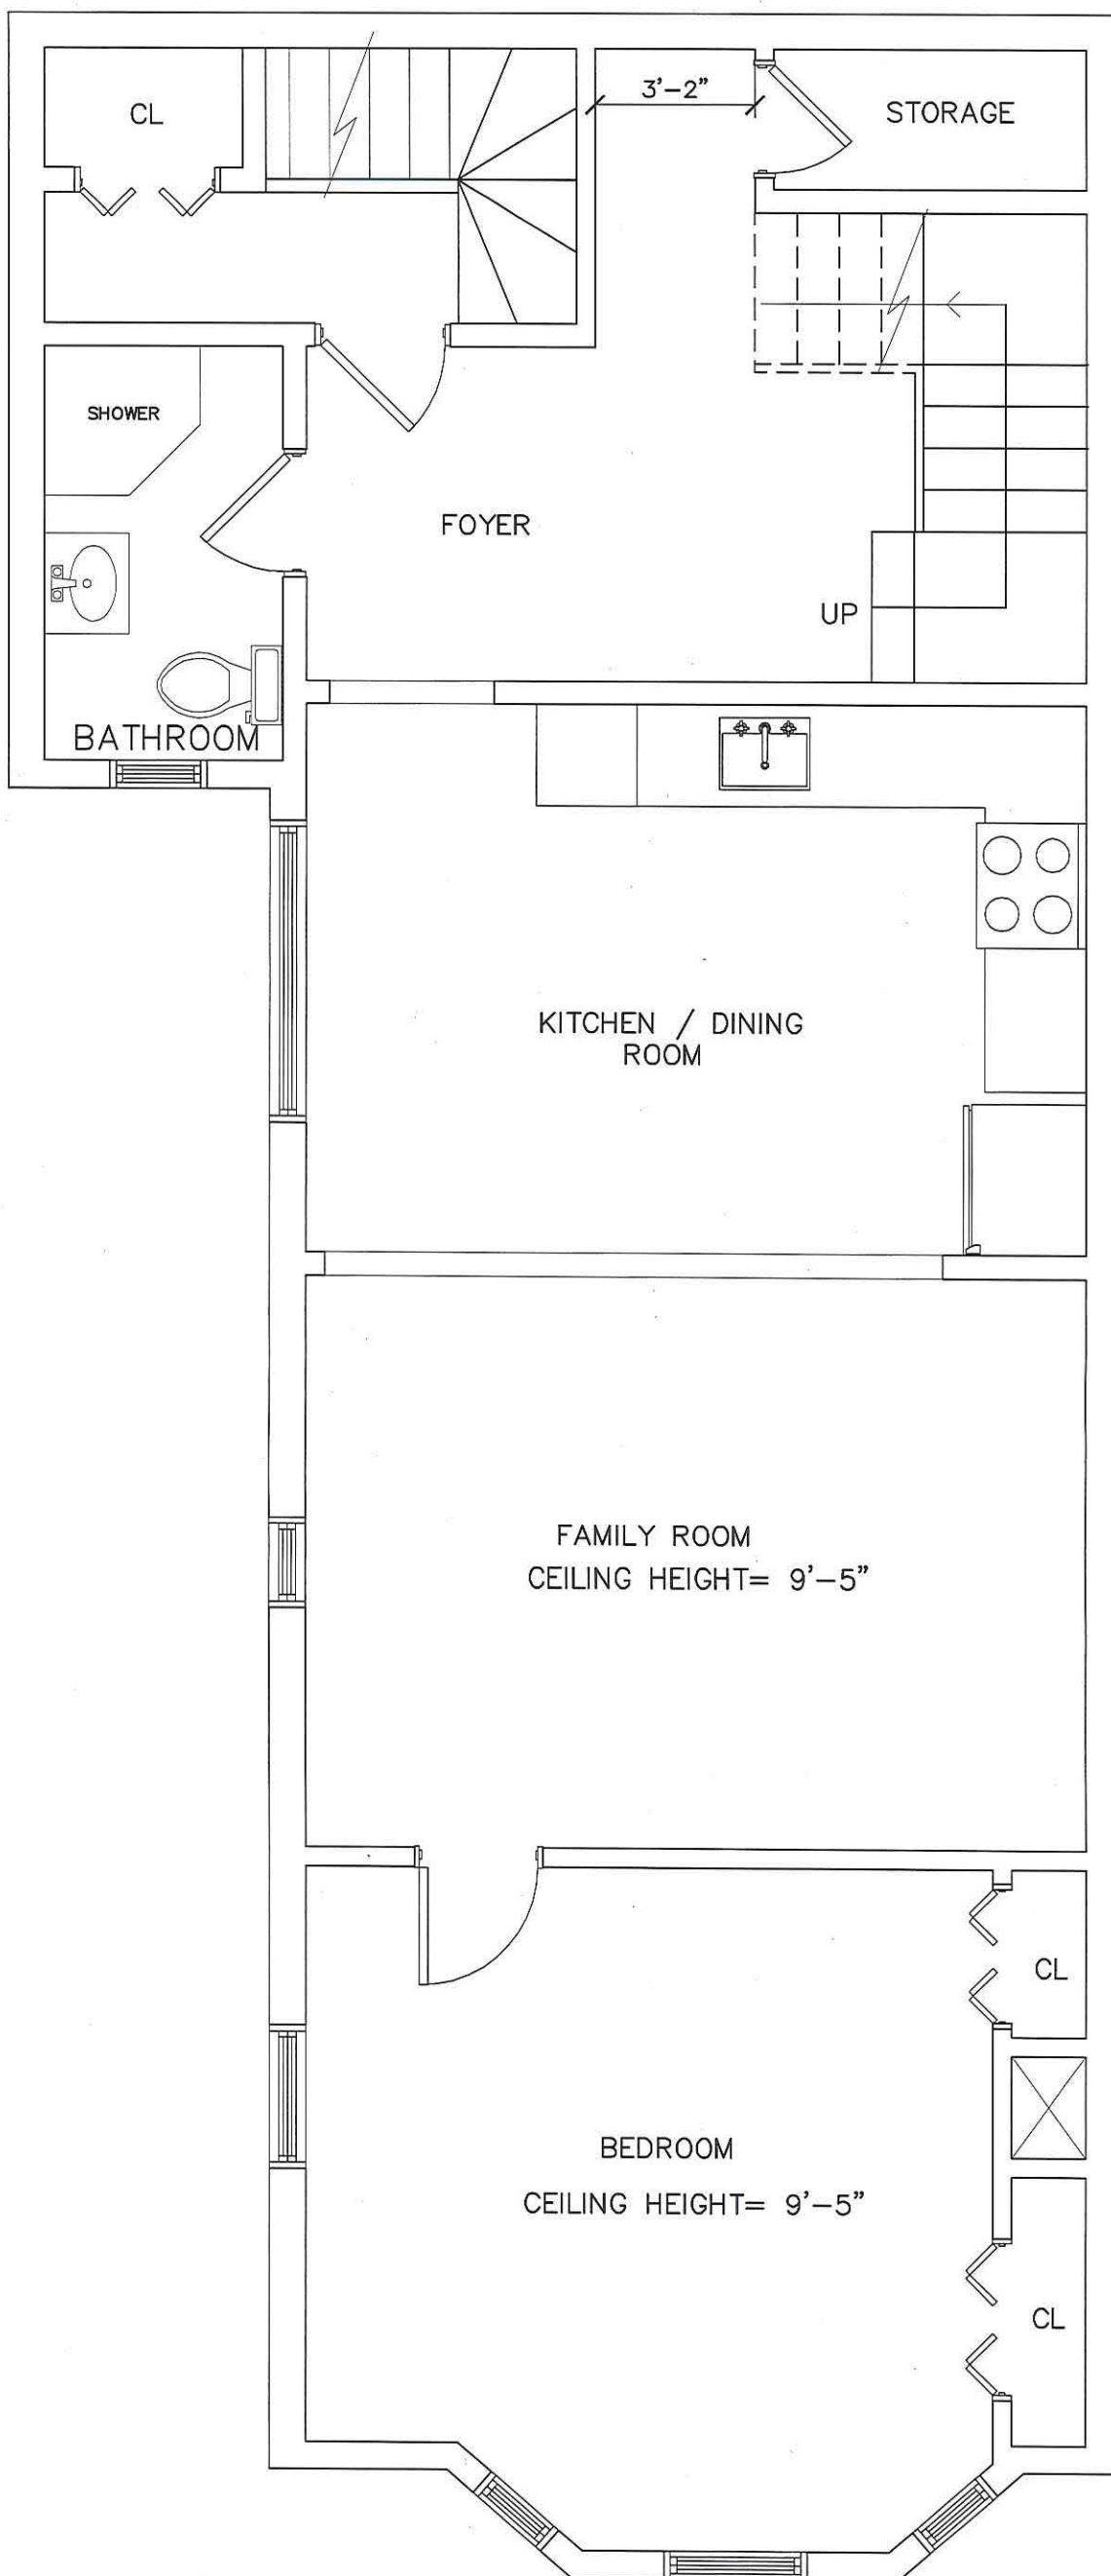 CL
3'-2"
STORAGE
SHOWER
FOYER
UP
BATHROOM
KITCHEN / DINING
ROOM
FAMILY ROOM
CEILING HEIGHT= 9'-5"
CL
BEDROOM
CEILING HEIGHT= 9'-5"
CL